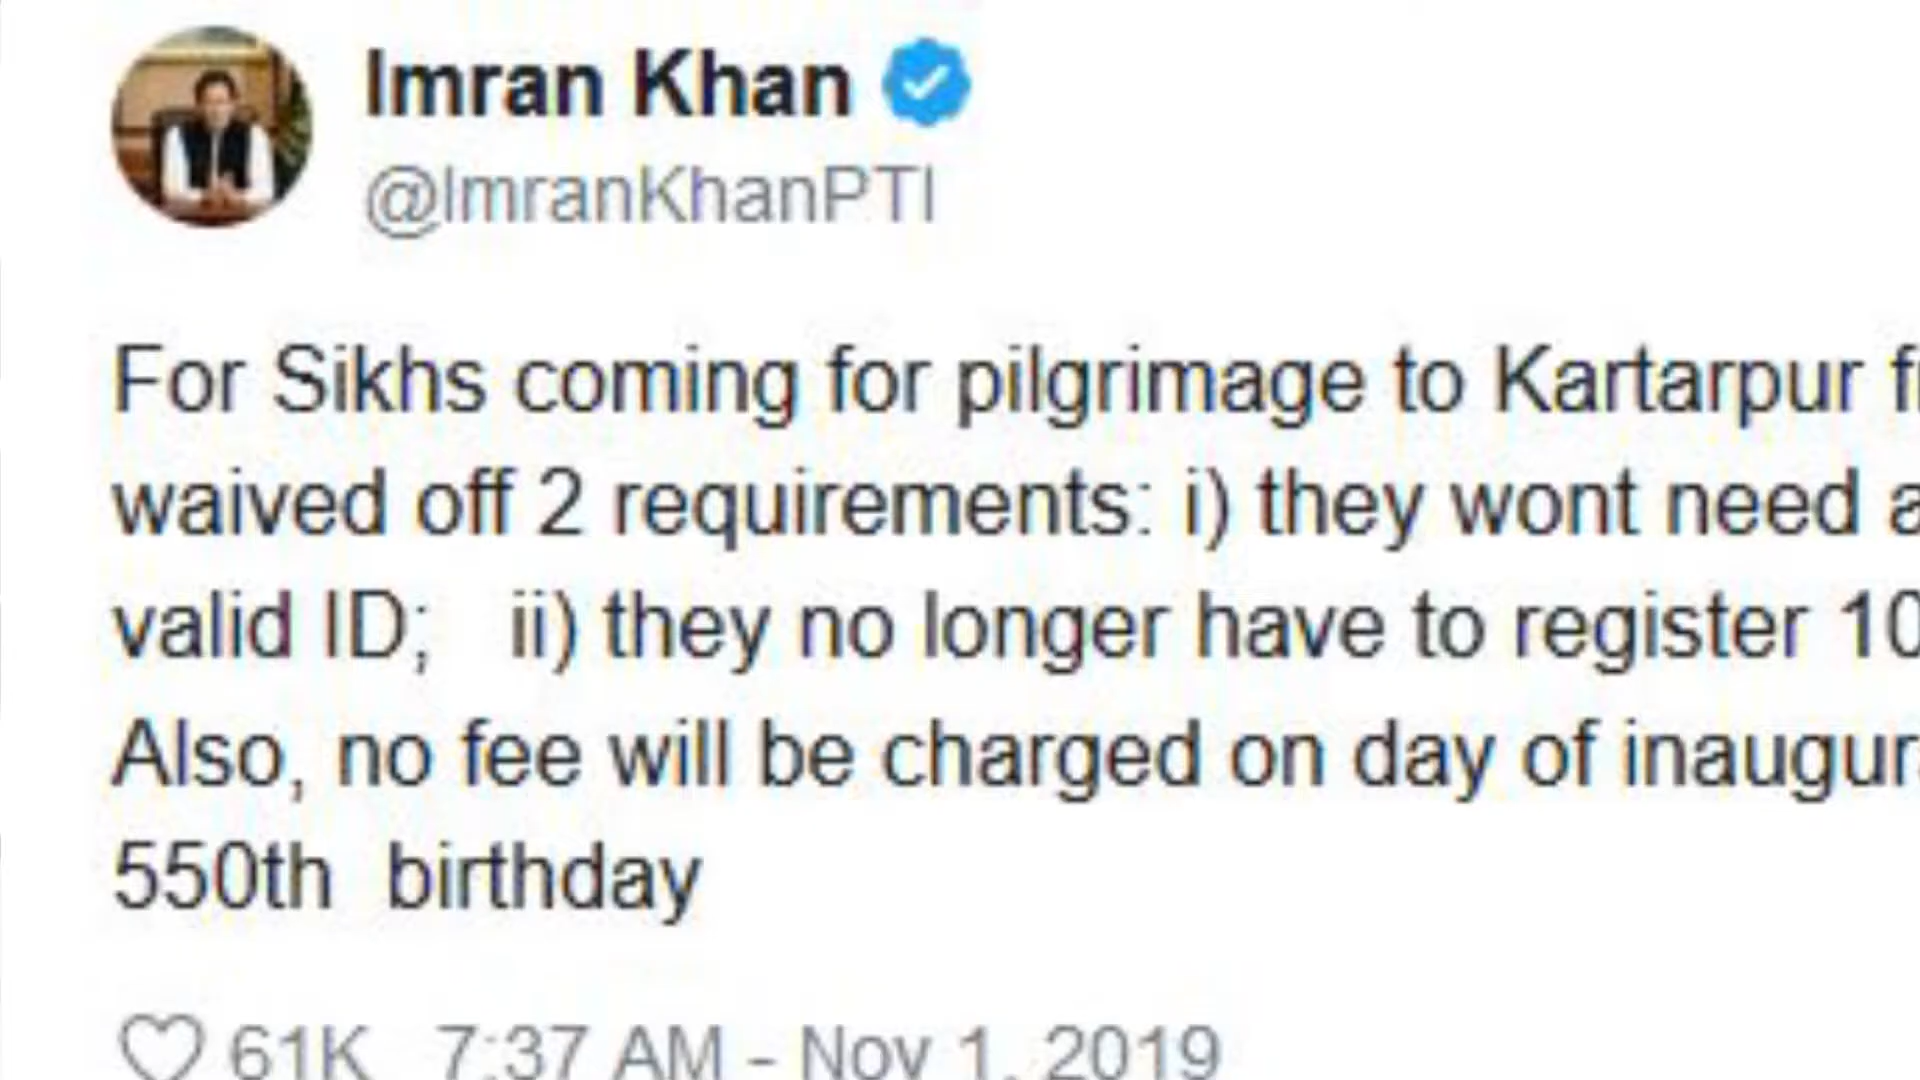 Imran Khan
@ImranKhanPTI
For Sikhs coming for pilgrimage to Kartarpur
waived off 2 requirements: i) they wont need a
valid ID; ii) they no longer have to register 10
Also, no fee will be charged on day of
550th birthday
61K 7:37 AM - Nov 1, 2019